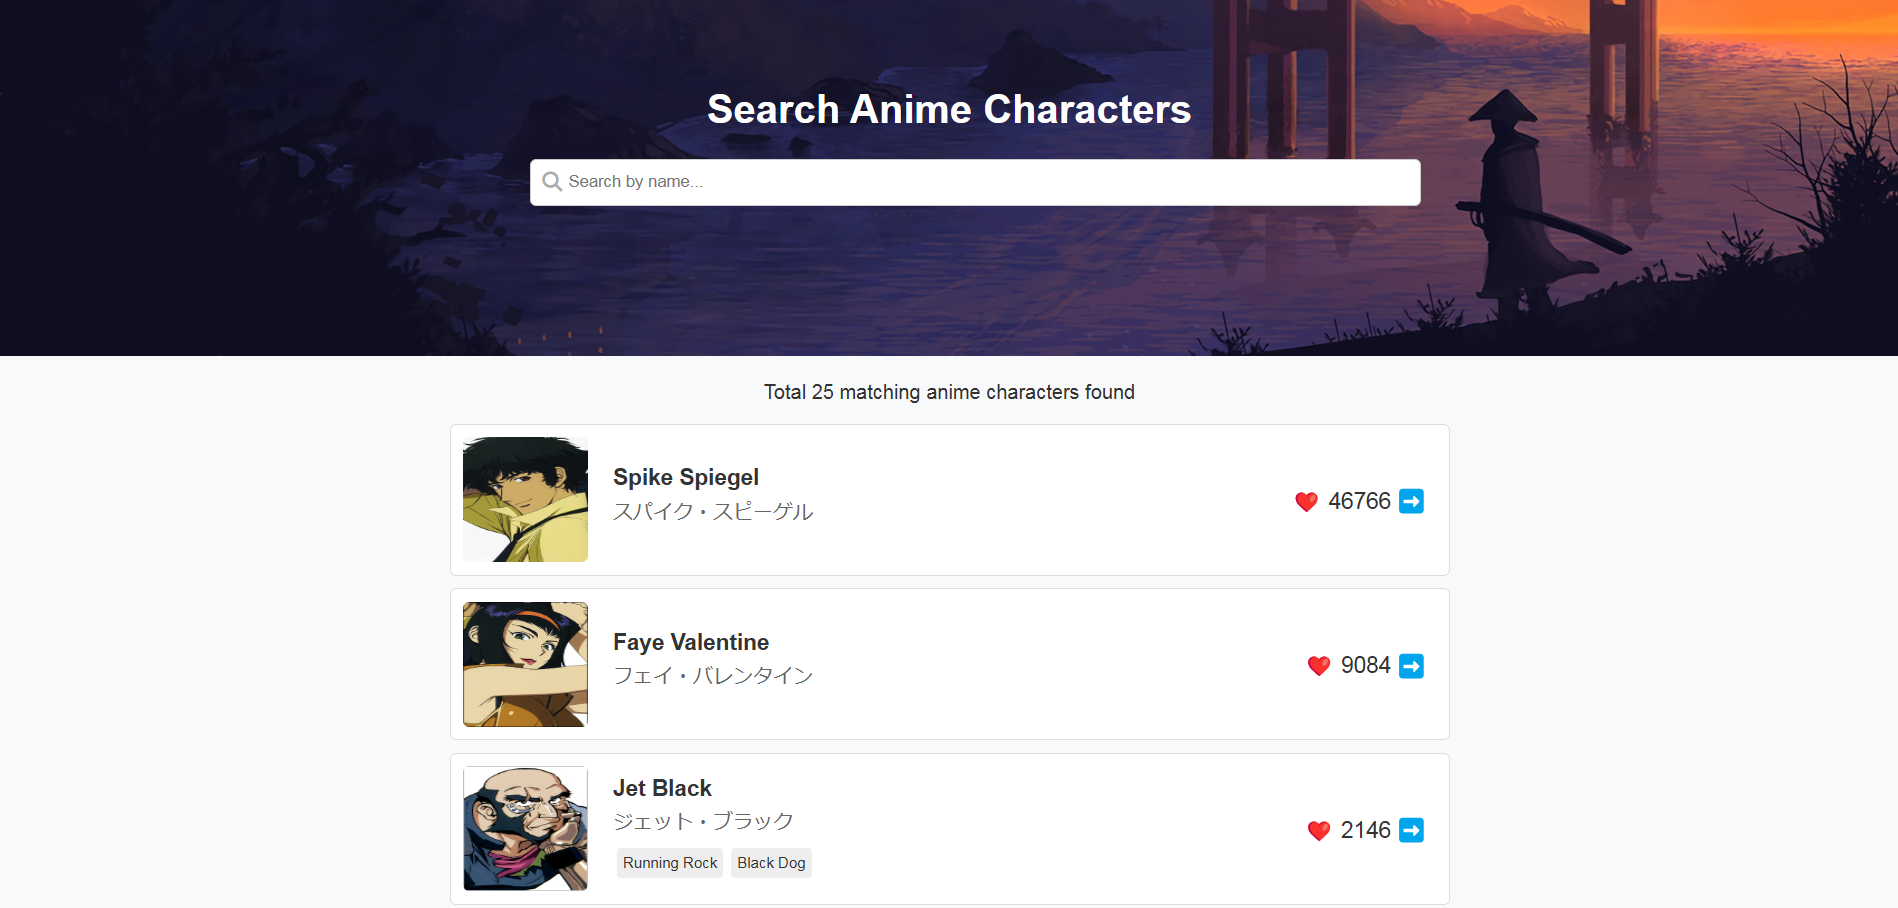 Search Anime Characters
Search by name...
Total 25 matching anime characters found
Spike Spiegel
スパイク・スピーゲル
46766
Faye Valentine
フェイ・バレンタイン
9084
Jet Black
ジェット・ブラック
Running Rock Black Dog
2146